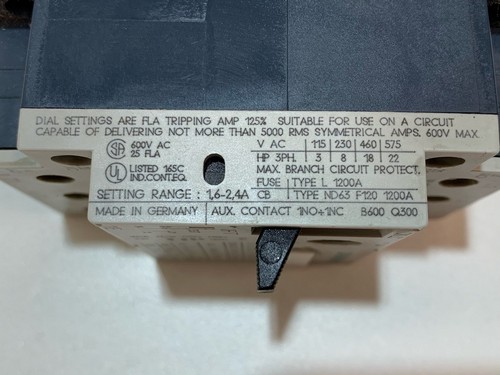 DIAL SETTINGS ARE FLA TRIPPING AMP 125% SUITABLE FOR USE ON A CIRCUIT
CAPABLE OF DELIVERING NOT MORE THAN 5000 RMS SYMMETRICAL AMPS. 600V MAX.
SA 600V AC
25 FLA
UL LISTED 165C
IND.CONT.EQ.
SETTING RANGE : 1,6-2,4A
MADE IN GERMANY
V AC 115 230 460 575
HP 3PH. 3 8 18 22
MAX. BRANCH CIRCUIT PROTECT.
FUSE TYPE L 1200A
CB TYPE ND63 F120 1200A
AUX. CONTACT 1NO+1NC B600 Q300